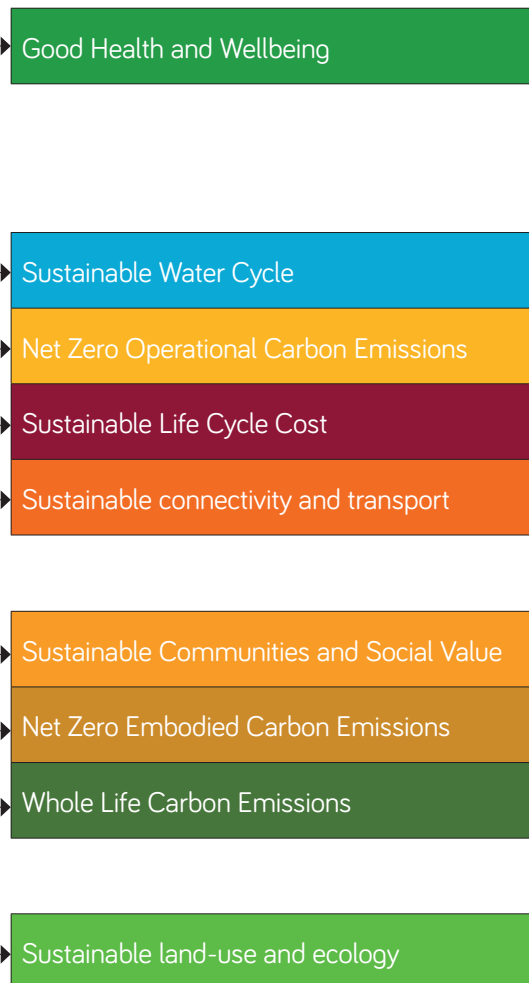 Good Health and Wellbeing
Sustainable Water Cycle
Net Zero Operational Carbon Emissions
Sustainable Life Cycle Cost
Sustainable connectivity and transport
Sustainable Communities and Social Value
Net Zero Embodied Carbon Emissions
Whole Life Carbon Emissions
Sustainable land-use and ecology